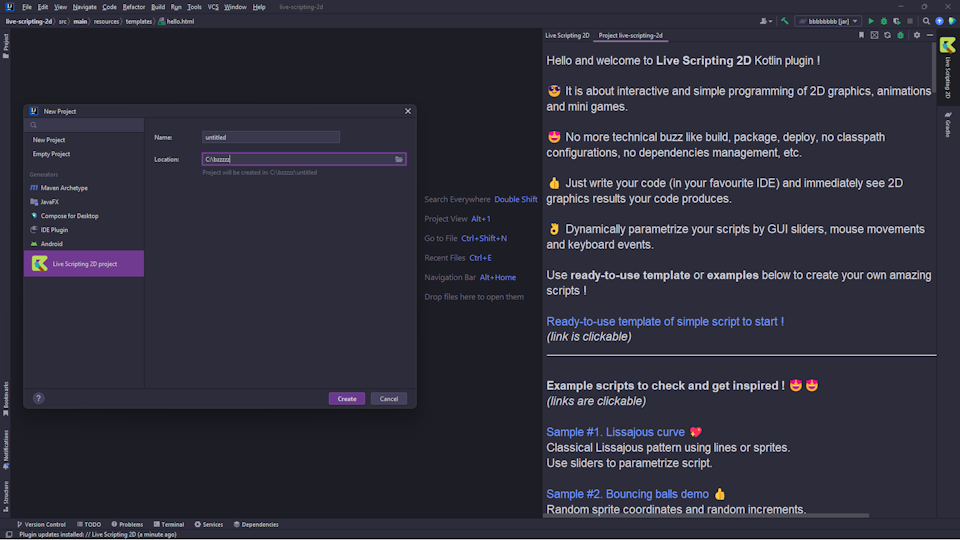 File Edit View Navigate Code Refactor Build Run Tools VCS Window Help live-scripting-2d
live-scripting-2d src main resources templates hello.html
bbbbbbbb [jar]
Project
Bookmarks
Notifications
Structure
New Project
New Project
Empty Project
Generators
Maven Archetype
JavaFX
Compose for Desktop
IDE Plugin
Android
Live Scripting 2D project
Name: untitled
Location: C:\bzzzz
Project will be created in: C:\bzzzz\untitled
? Create Cancel
Search Everywhere Double Shift
Project View Alt+1
Go to File Ctrl+Shift+N
Recent Files Ctrl+E
Navigation Bar Alt+Home
Drop files here to open them
Live Scripting 2D Project live-scripting-2d
Hello and welcome to Live Scripting 2D Kotlin plugin !
It is about interactive and simple programming of 2D graphics, animations
and mini games.
No more technical buzz like build, package, deploy, no classpath
configurations, no dependencies management, etc.
Just write your code (in your favourite IDE) and immediately see 2D
graphics results your code produces.
Dynamically parametrize your scripts by GUI sliders, mouse movements
and keyboard events.
Use ready-to-use template or examples below to create your own amazing
scripts !
Ready-to-use template of simple script to start !
(link is clickable)
Example scripts to check and get inspired !
(links are clickable)
Sample #1. Lissajous curve
Classical Lissajous pattern using lines or sprites.
Use sliders to parametrize script.
Sample #2. Bouncing balls demo
Random sprite coordinates and random increments.
Live Scripting 2D
Gradle
Version Control TODO Problems Terminal Services Dependencies
Plugin updates installed: // Live Scripting 2D (a minute ago)